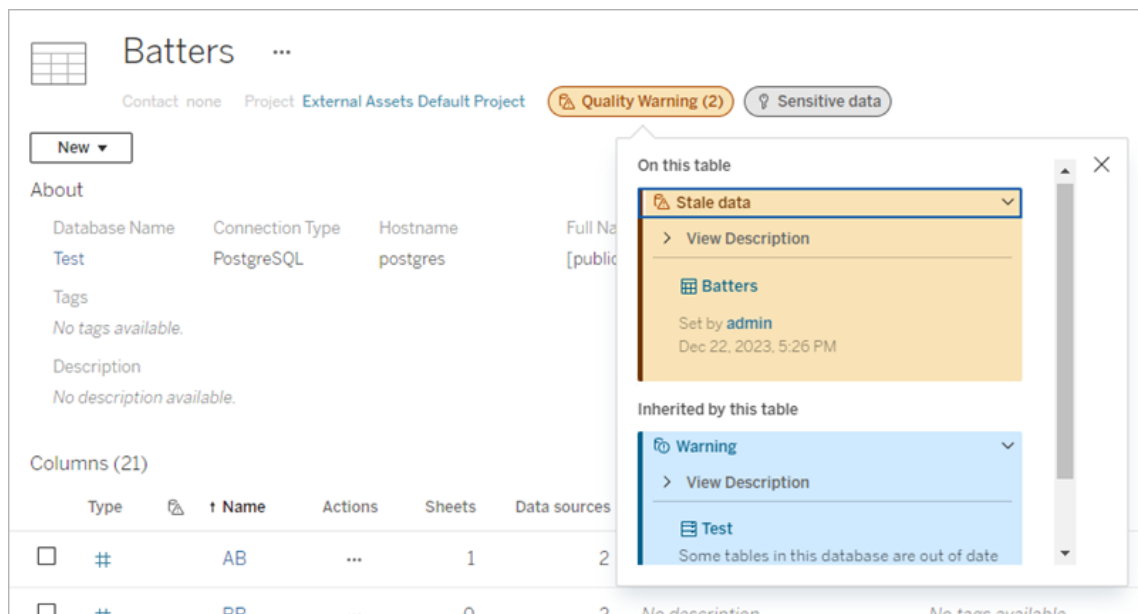 Batters ...
Contact none Project External Assets Default Project Quality Warning (2) Sensitive data
New
About
Database Name Connection Type Hostname Full Na
Test PostgreSQL postgres [public
Tags
No tags available.
Description
No description available.
Columns (21)
Type ↑ Name Actions Sheets Data sources
# AB ... 1 2
On this table
Stale data
View Description
Batters
Set by admin
Dec 22, 2023, 5:26 PM
Inherited by this table
Warning
View Description
Test
Some tables in this database are out of date
No description No tags available